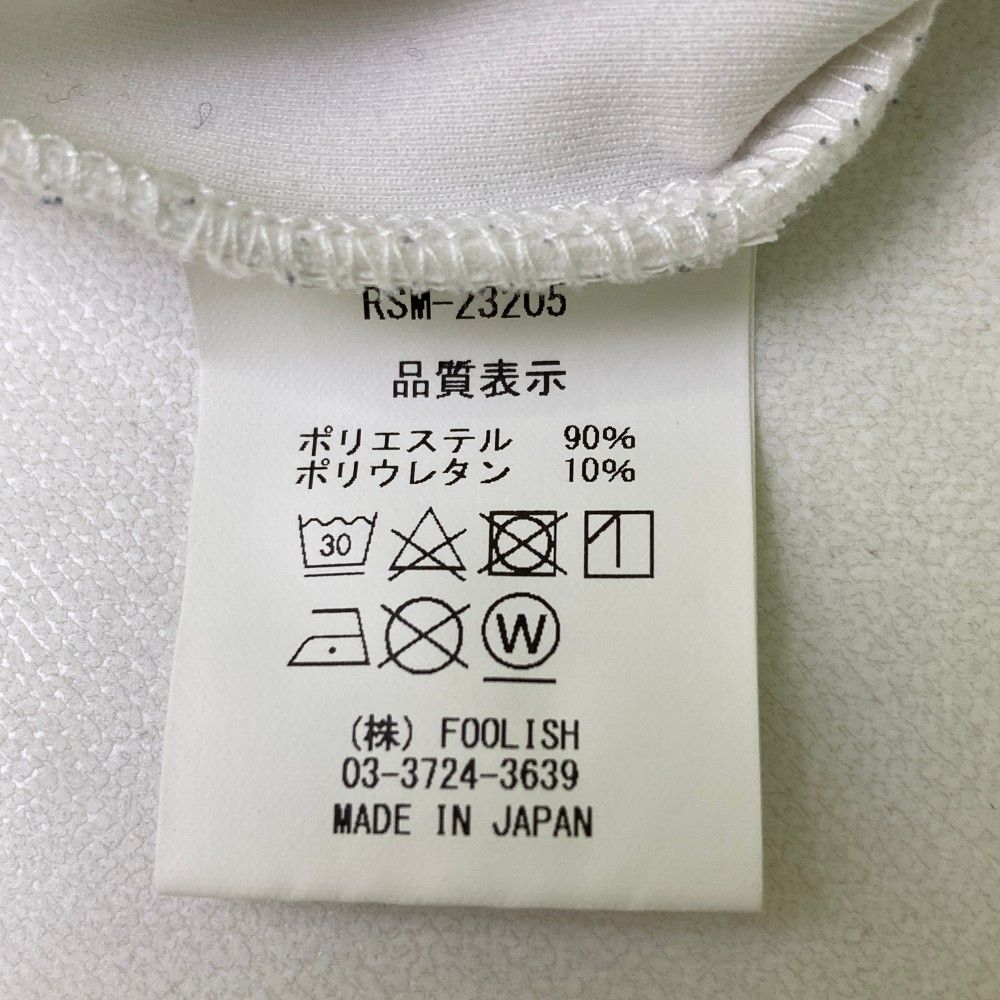 RSM-23205
品質表示
ポリエステル 90%
ポリウレタン 10%
30
W
(株) FOOLISH
03-3724-3639
MADE IN JAPAN